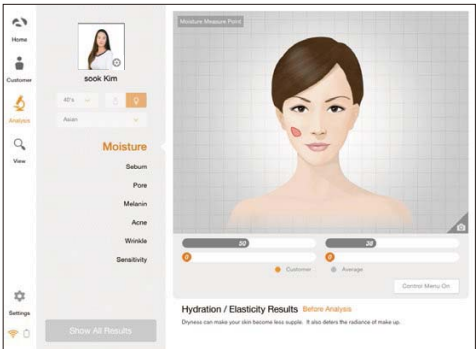 Home
Customer
Analysis
View
Settings
sook Kim
40's
Asian
Moisture
Sebum
Pore
Melanin
Acne
Wrinkle
Sensitivity
Show All Results
Moisture Measure Point
50
38
0
0
Customer
Average
Control Menu On
Hydration / Elasticity Results Before Analysis
Dryness can make your skin become less supple. It also deters the radiance of make up.